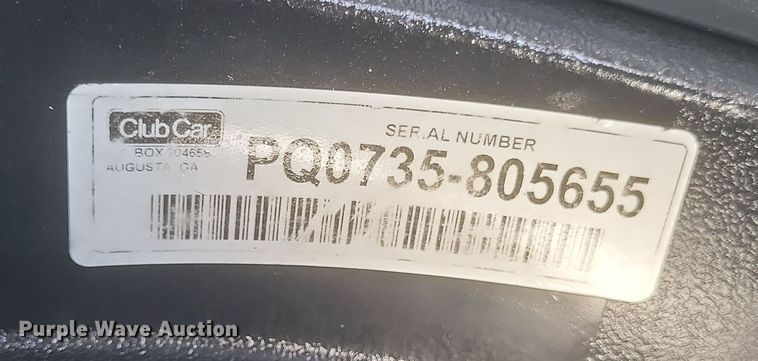 Club Car
SERIAL NUMBER
BOX 204658
AUGUSTA, GA
PQ0735-805655
Purple Wave Auction